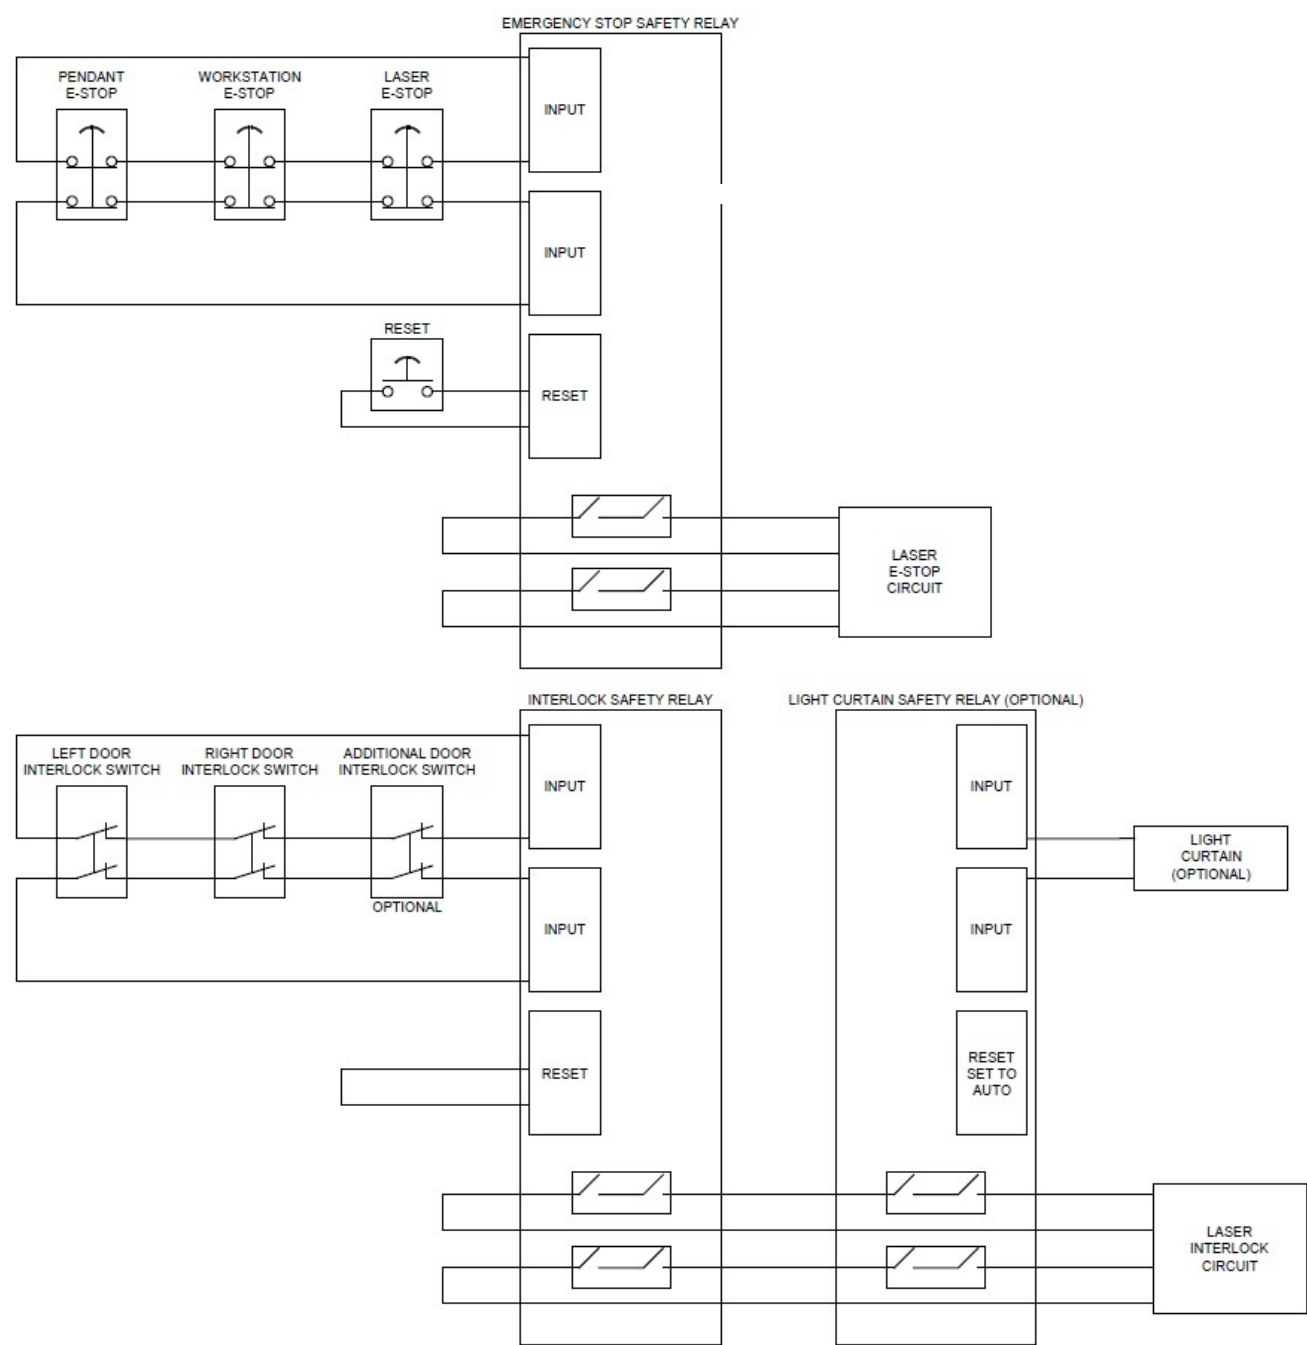 EMERGENCY STOP SAFETY RELAY
PENDANT
E-STOP
WORKSTATION
E-STOP
LASER
E-STOP
INPUT
INPUT
RESET
RESET
LASER
E-STOP
CIRCUIT
INTERLOCK SAFETY RELAY
LIGHT CURTAIN SAFETY RELAY (OPTIONAL)
LEFT DOOR
INTERLOCK SWITCH
RIGHT DOOR
INTERLOCK SWITCH
ADDITIONAL DOOR
INTERLOCK SWITCH
OPTIONAL
INPUT
INPUT
RESET
INPUT
INPUT
RESET
SET TO
AUTO
LIGHT
CURTAIN
(OPTIONAL)
LASER
INTERLOCK
CIRCUIT